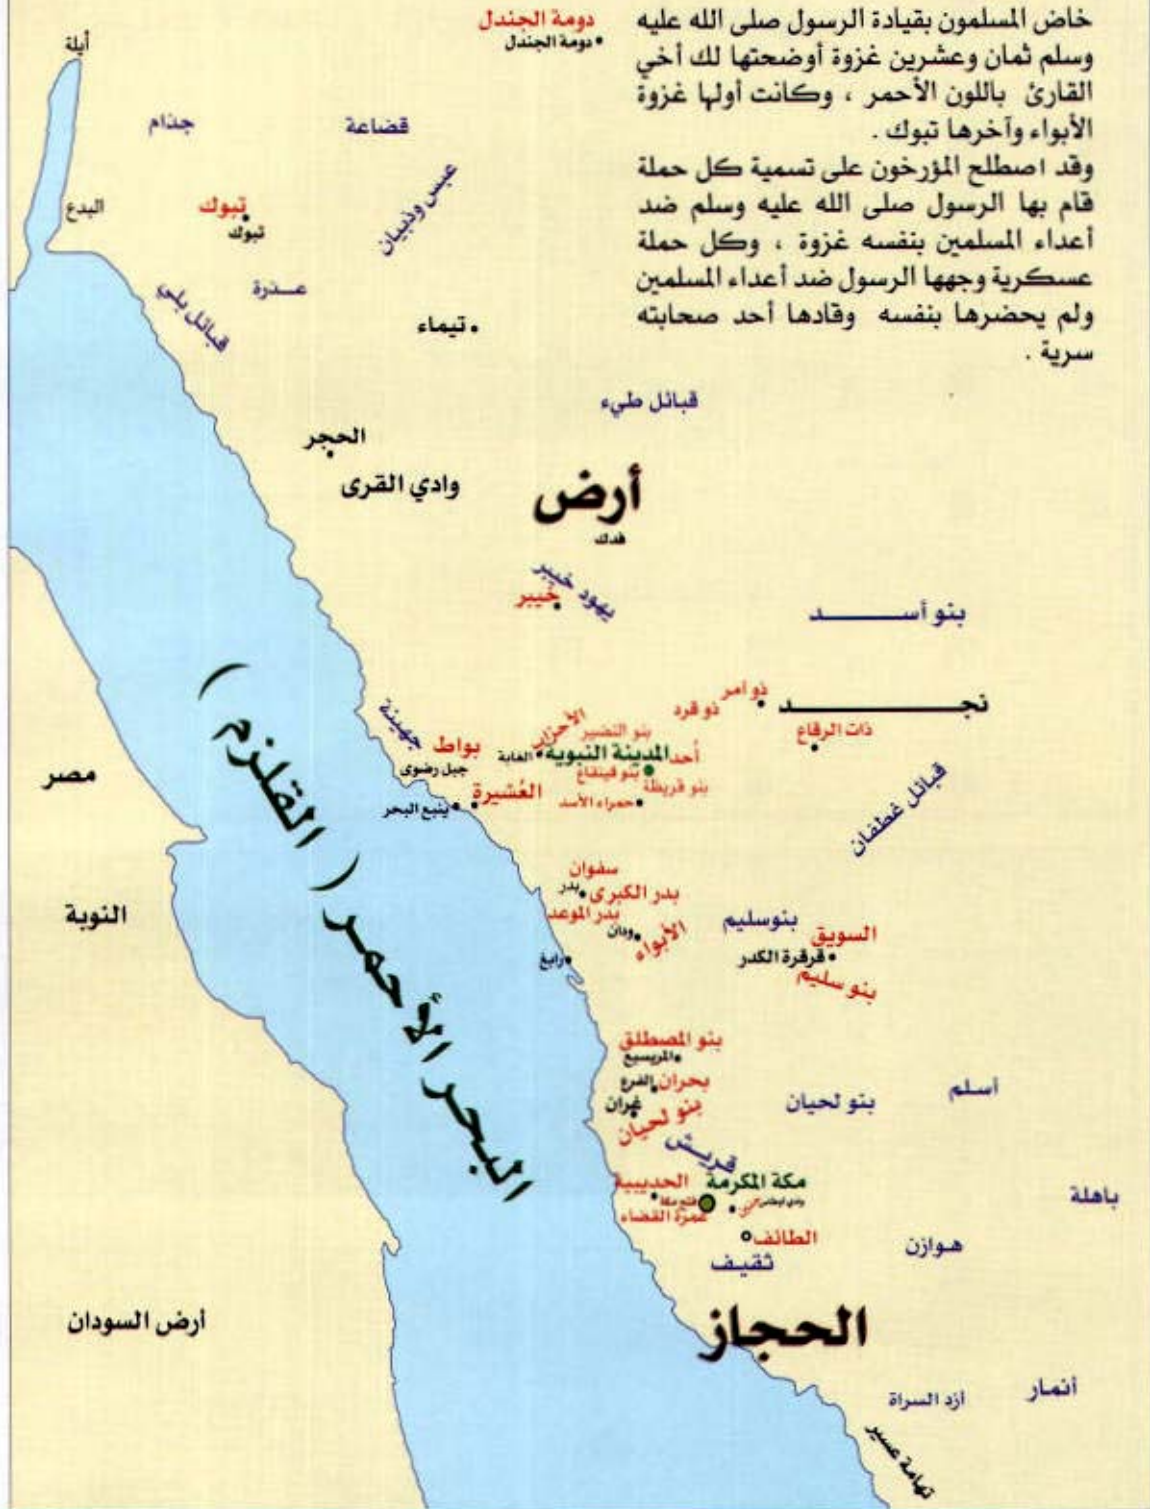 خاض المسلمون بقيادة الرسول صلى الله عليه
وسلم ثمان وعشرين غزوة أوضحتها لك أخي
القارئ باللون الأحمر ، وكانت أولها غزوة
الأبواء وآخرها تبوك .
وقد اصطلح المؤرخون على تسمية كل حملة
قام بها الرسول صلى الله عليه وسلم ضد
أعداء المسلمين بنفسه غزوة ، وكل حملة
عسكرية وجهها الرسول ضد أعداء المسلمين
ولم يحضرها بنفسه وقادها أحد صحابته
سرية .
دومة الجندل
دومة الجندل
أيلة
قضاعة
جذام
عبس وذبيان
البدع
تبوك
تبوك
عذرة
قبائل بلي
تيماء
قبائل طيء
الحجر
وادي القرى
أرض
فدك
يهود خيبر
خيبر
بنو أسد
ذو أمر
نجد
ذو قرد
ذات الرقاع
الأحزاب
بنو النضير
جهينة
بواط
جبل رضوى
الغابة
المدينة النبوية
أحد
بنو قينقاع
بنو قريظة
حمراء الأسد
العُشيرة
ينبع البحر
قبائل غطفان
مصر
النوبة
البحر الأحمر ( القلزم )
سفوان
بدر
بدر الكبرى
بدر الموعد
ودان
الأبواء
رابغ
بنوسليم
السويق
قرقرة الكدر
بنو سليم
بنو المصطلق
المريسيع
بحران
الفرع
غران
بنو لحيان
بنو لحيان
أسلم
قريش
مكة المكرمة
الحديبية
فتح مكة
عمرة القضاء
وادي أوطاس
حنين
الطائف
ثقيف
هوازن
باهلة
الحجاز
أرض السودان
أنمار
أزد السراة
تهامة عسير